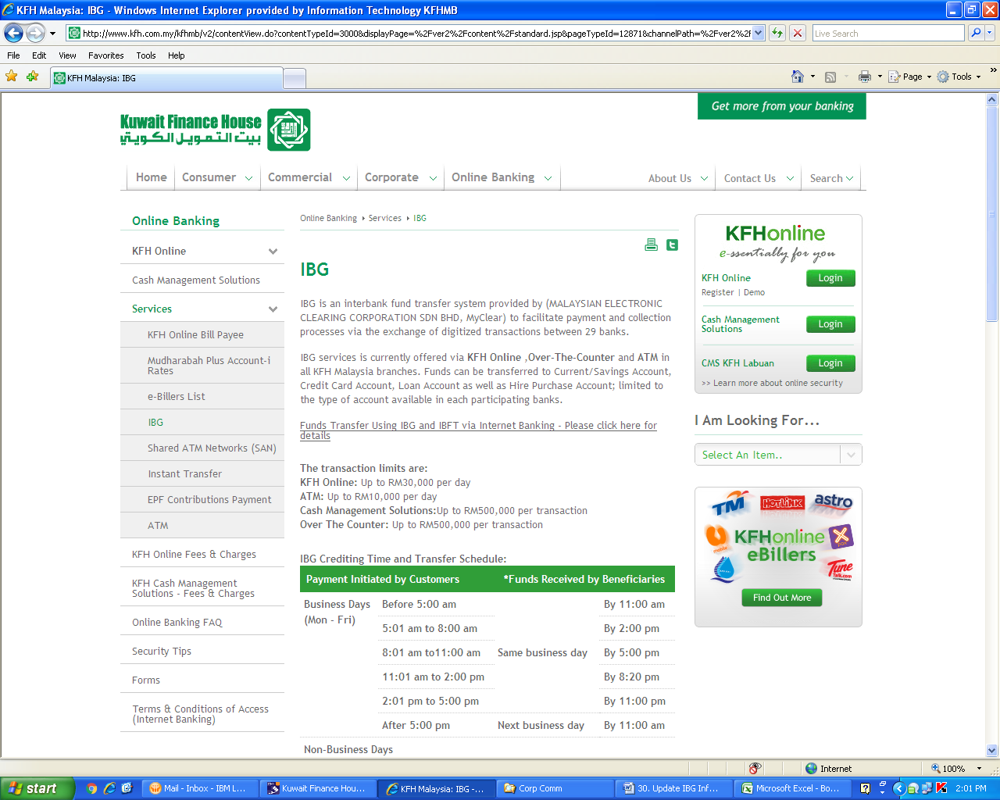 KFH Malaysia: IBG - Windows Internet Explorer provided by Information Technology KFHMB
http://www.kfh.com.my/kfhmb/v2/contentView.do?contentTypeId=3000&displayPage=%2Fver2%2Fcontent%2Fstandard.jsp&pageTypeId=12871&channelPath=%2Fver2%2F
Live Search
File Edit View Favorites Tools Help
KFH Malaysia: IBG
Page Tools
Get more from your banking
Kuwait Finance House
بيت التمويل الكويتي
Home Consumer Commercial Corporate Online Banking About Us Contact Us Search
Online Banking
KFH Online
Cash Management Solutions
Services
KFH Online Bill Payee
Mudharabah Plus Account-i
Rates
e-Billers List
IBG
Shared ATM Networks (SAN)
Instant Transfer
EPF Contributions Payment
ATM
KFH Online Fees & Charges
KFH Cash Management
Solutions - Fees & Charges
Online Banking FAQ
Security Tips
Forms
Terms & Conditions of Access
(Internet Banking)
Online Banking Services IBG
IBG
IBG is an interbank fund transfer system provided by (MALAYSIAN ELECTRONIC
CLEARING CORPORATION SDN BHD, MyClear) to facilitate payment and collection
processes via the exchange of digitized transactions between 29 banks.
IBG services is currently offered via KFH Online ,Over-The-Counter and ATM in
all KFH Malaysia branches. Funds can be transferred to Current/Savings Account,
Credit Card Account, Loan Account as well as Hire Purchase Account; limited to
the type of account available in each participating banks.
Funds Transfer Using IBG and IBFT via Internet Banking - Please click here for
details
The transaction limits are:
KFH Online: Up to RM30,000 per day
ATM: Up to RM10,000 per day
Cash Management Solutions:Up to RM500,000 per transaction
Over The Counter: Up to RM500,000 per transaction
IBG Crediting Time and Transfer Schedule:
Payment Initiated by Customers *Funds Received by Beneficiaries
Business Days Before 5:00 am By 11:00 am
(Mon - Fri)
5:01 am to 8:00 am By 2:00 pm
8:01 am to11:00 am Same business day By 5:00 pm
11:01 am to 2:00 pm By 8:20 pm
2:01 pm to 5:00 pm By 11:00 pm
After 5:00 pm Next business day By 11:00 am
Non-Business Days
KFHonline
e-ssentially for you
KFH Online Login
Register | Demo
Cash Management
Solutions Login
CMS KFH Labuan Login
>> Learn more about online security
I Am Looking For...
Select An Item..
TM HOTLINK astro
U mobile KFHonline X
eBillers
Tune
Talk.com
Find Out More
Internet 100%
start Mail - Inbox - IBM L... Kuwait Finance Hou... KFH Malaysia: IBG -... Corp Comm 30. Update IBG Inf... Microsoft Excel - Bo... 2:01 PM